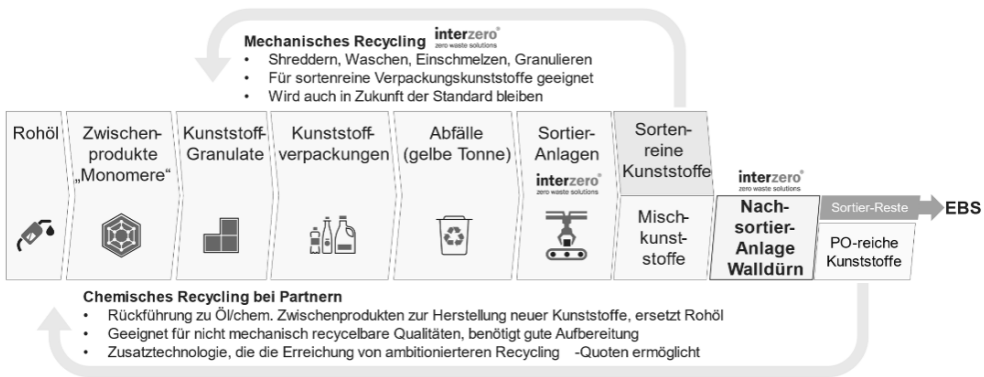 Mechanisches Recycling interzero®
zero waste solutions
• Shreddern, Waschen, Einschmelzen, Granulieren
• Für sortenreine Verpackungskunststoffe geeignet
• Wird auch in Zukunft der Standard bleiben
Rohöl
Zwischen-
produkte
„Monomere“
Kunststoff-
Granulate
Kunststoff-
verpackungen
Abfälle
(gelbe Tonne)
Sortier-
Anlagen
interzero®
zero waste solutions
Sorten-
reine
Kunststoffe
Misch-
kunst-
stoffe
interzero®
zero waste solutions
Nach-
sortier-
Anlage
Walldürn
Sortier-Reste
EBS
PO-reiche
Kunststoffe
Chemisches Recycling bei Partnern
• Rückführung zu Öl/chem. Zwischenprodukten zur Herstellung neuer Kunststoffe, ersetzt Rohöl
• Geeignet für nicht mechanisch recycelbare Qualitäten, benötigt gute Aufbereitung
• Zusatztechnologie, die die Erreichung von ambitionierteren Recycling -Quoten ermöglicht